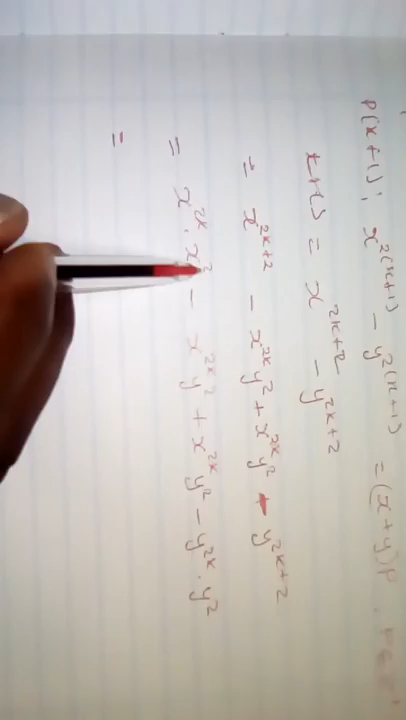 P(k+1): x^{2(k+1)} - y^{2(k+1)} = (x+y)P, P∈Z
LHS = x^{2k+2} - y^{2k+2}
= x^{2k+2} - x^{2k}y^2 + x^{2k}y^2 - y^{2k+2}
= x^{2k}.x^2 - x^{2k}y^2 + x^{2k}y^2 - y^{2k}.y^2
=